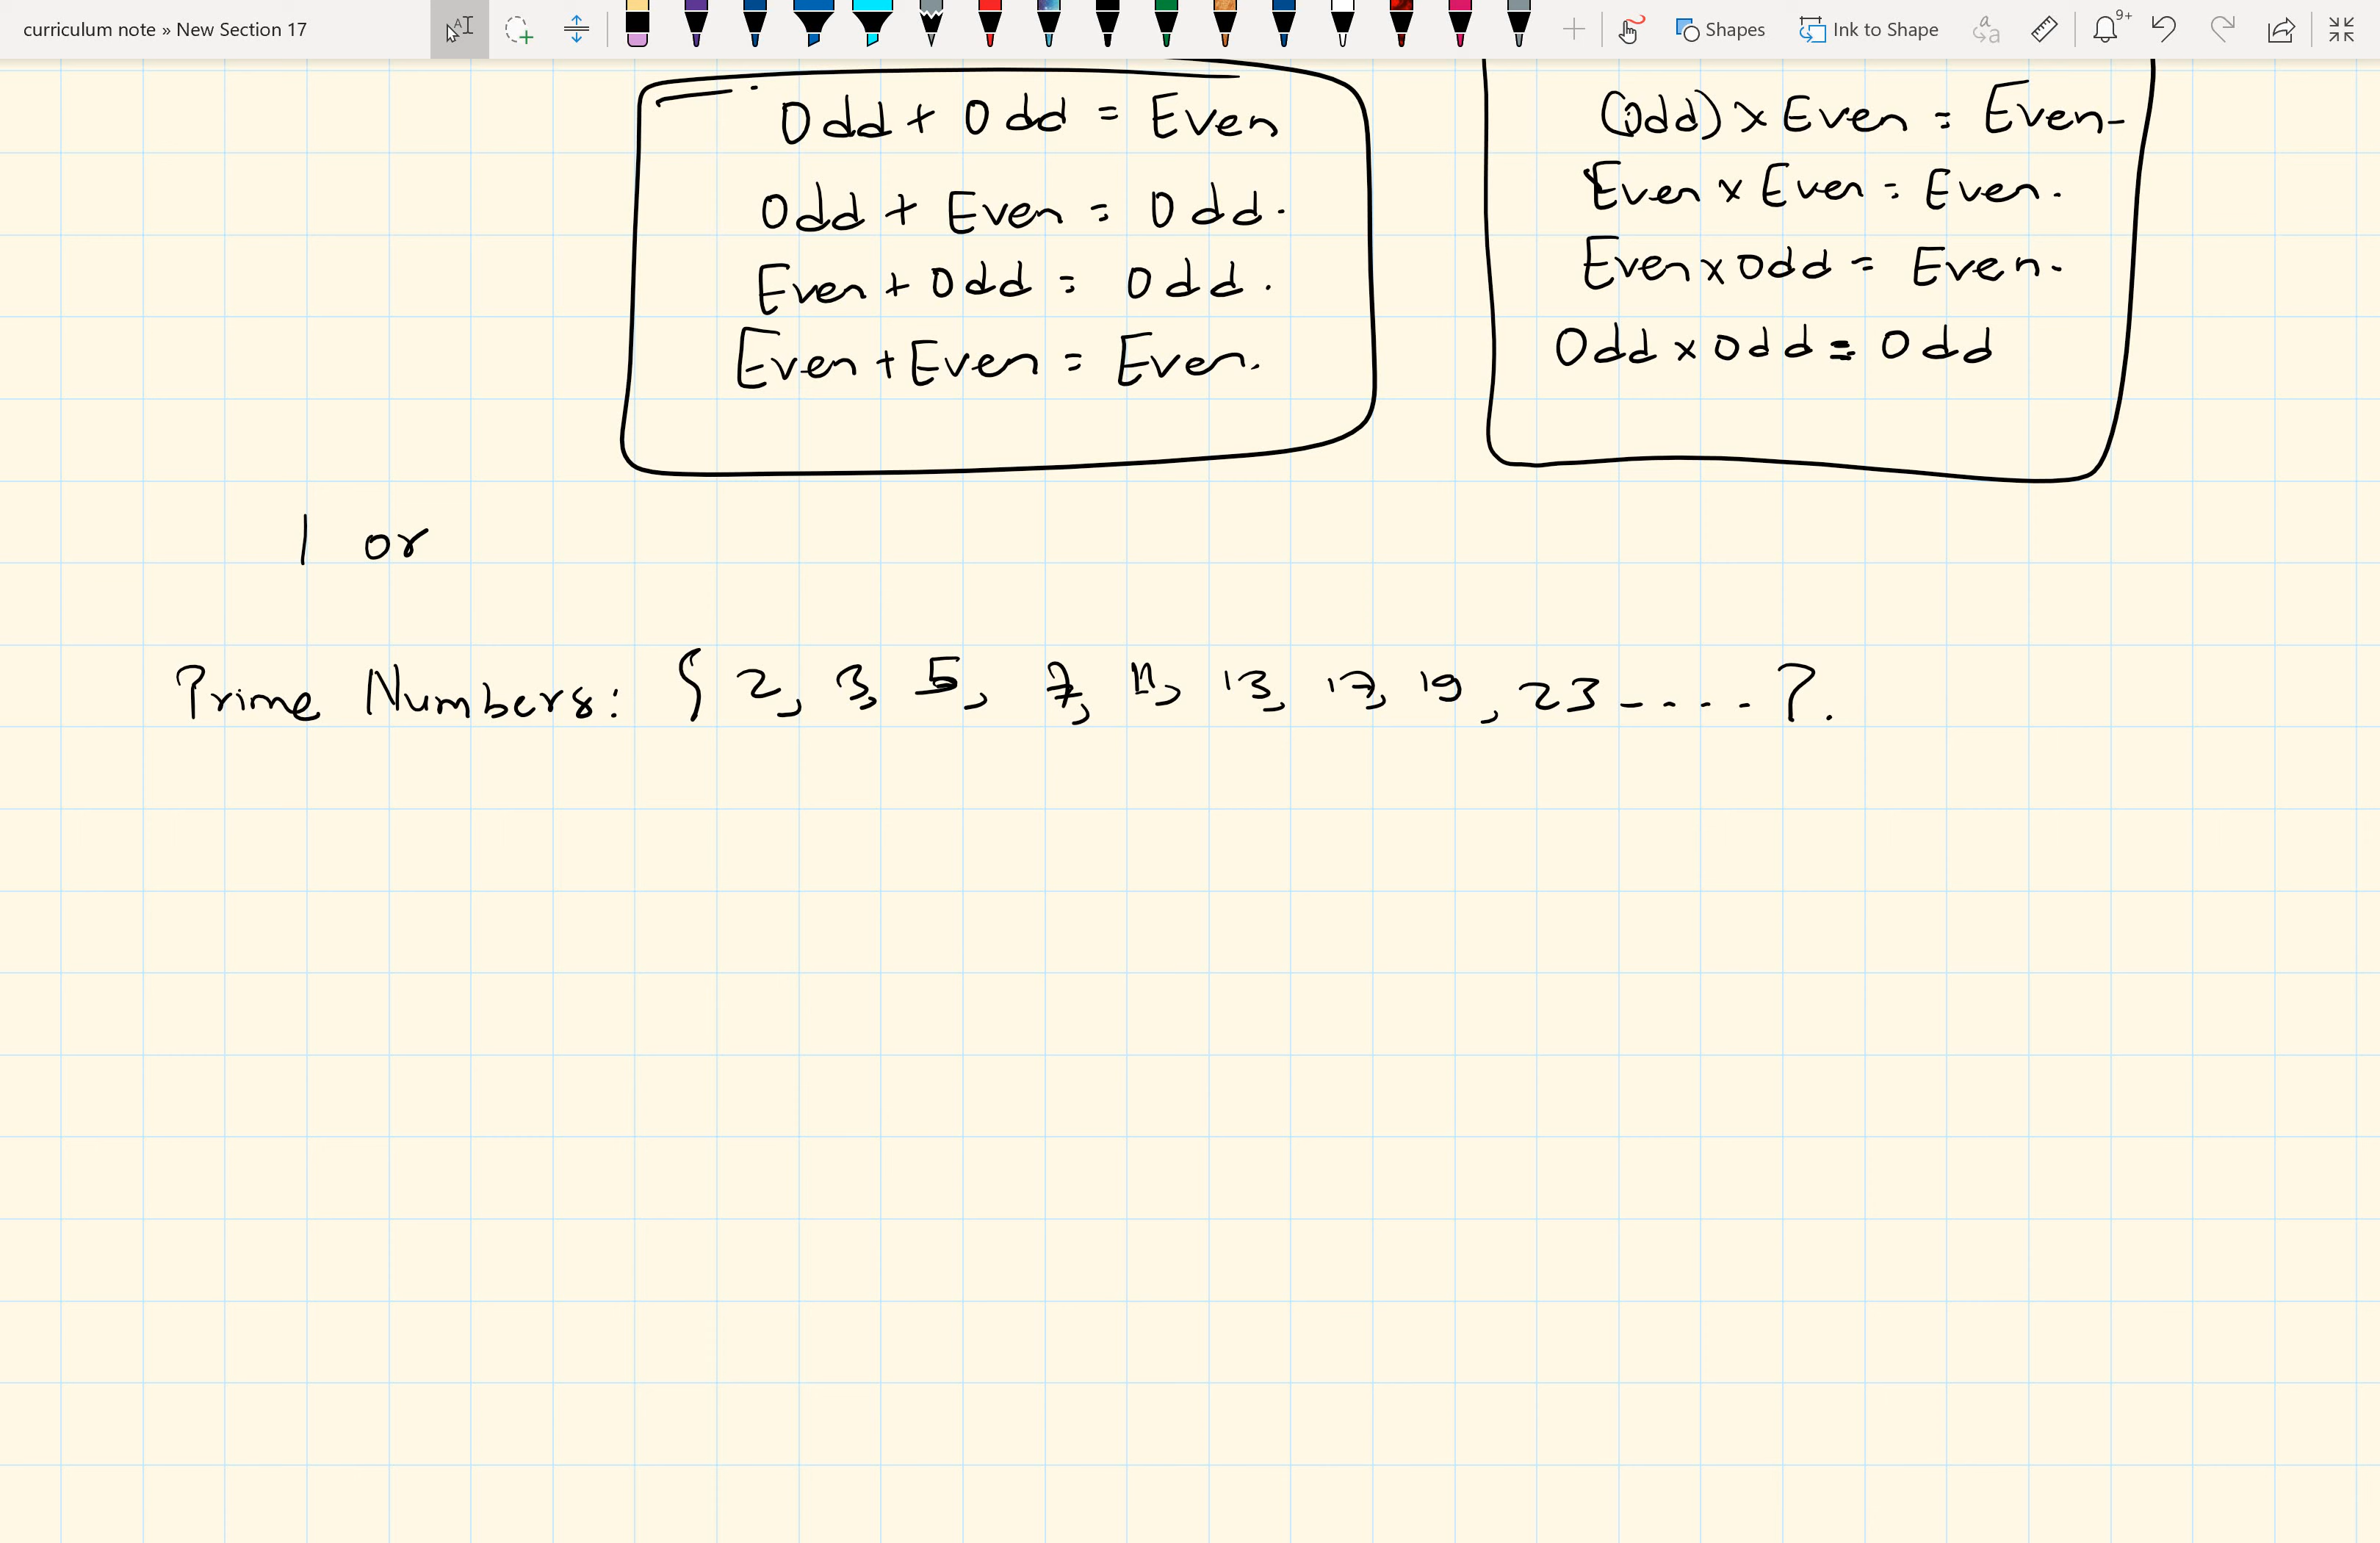 curriculum note » New Section 17
Shapes
Ink to Shape
9+
Odd + Odd = Even
Odd + Even = Odd.
Even + Odd = Odd.
Even + Even = Even.
(odd) x Even = Even-
Even x Even = Even.
Even x odd = Even.
Odd x odd = Odd
1 or
Prime Numbers: { 2, 3, 5, 7, 11, 13, 17, 19, 23 - - . . - }.